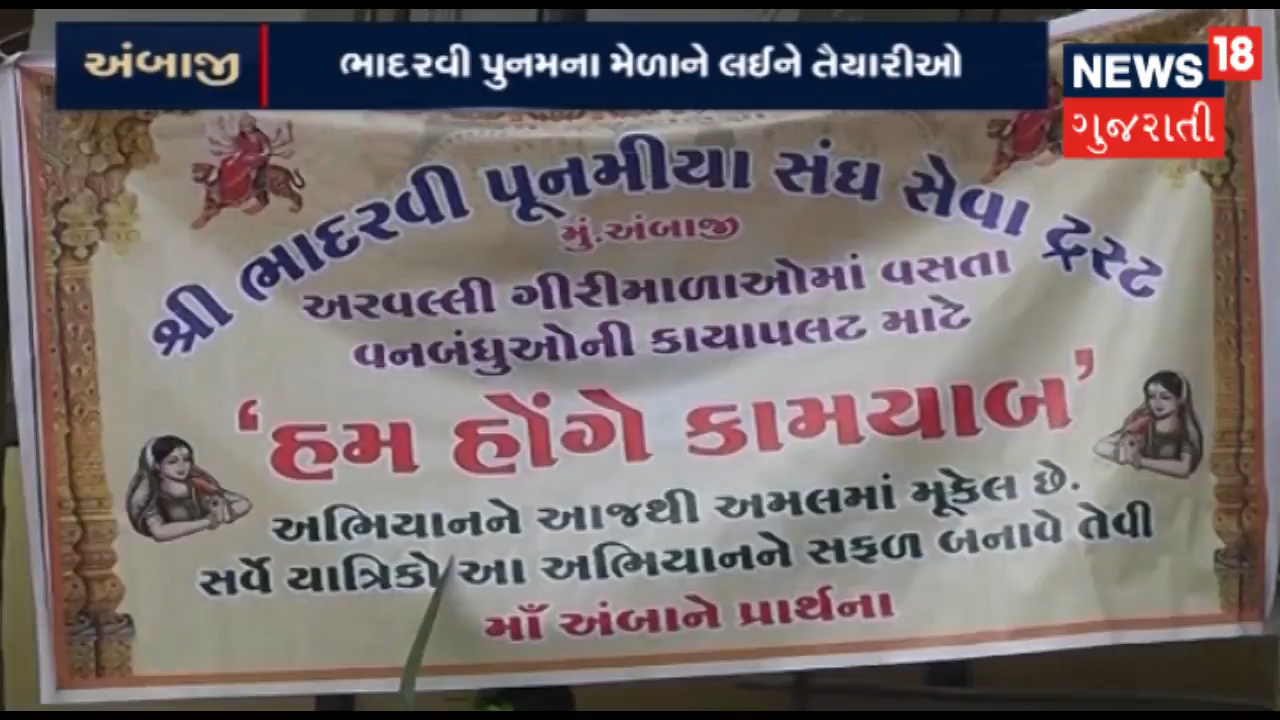 અંબાજી
ભાદરવી પુનમના મેળાને લઈને તૈયારીઓ
NEWS 18
ગુજરાતી
શ્રી ભાદરવી પૂનમીયા સંઘ સેવા ટ્રસ્ટ
મું.અંબાજી
અરવલ્લી ગીરીમાળાઓમાં વસતા
વનબંધુઓની કાયાપલટ માટે
‘હમ હોંગે કામયાબ’
અભિયાનને આજથી અમલમાં મૂકેલ છે.
સર્વે યાત્રિકો આ અભિયાનને સફળ બનાવે તેવી
માઁ અંબાને પ્રાર્થના